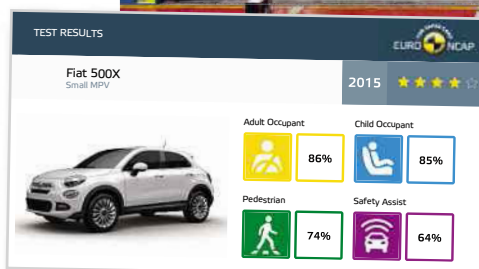 TEST RESULTS
EURO NCAP
Fiat 500X
Small MPV
2015
Adult Occupant
86%
Child Occupant
85%
Pedestrian
74%
Safety Assist
64%